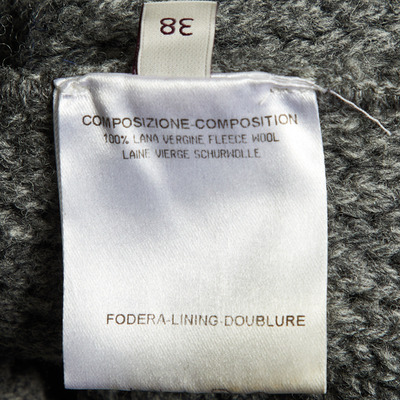 38
COMPOSIZIONE-COMPOSITION
100% LANA VERGINE FLEECE WOOL
LAINE VIERGE SCHURWOLLE
FODERA-LINING-DOUBLURE